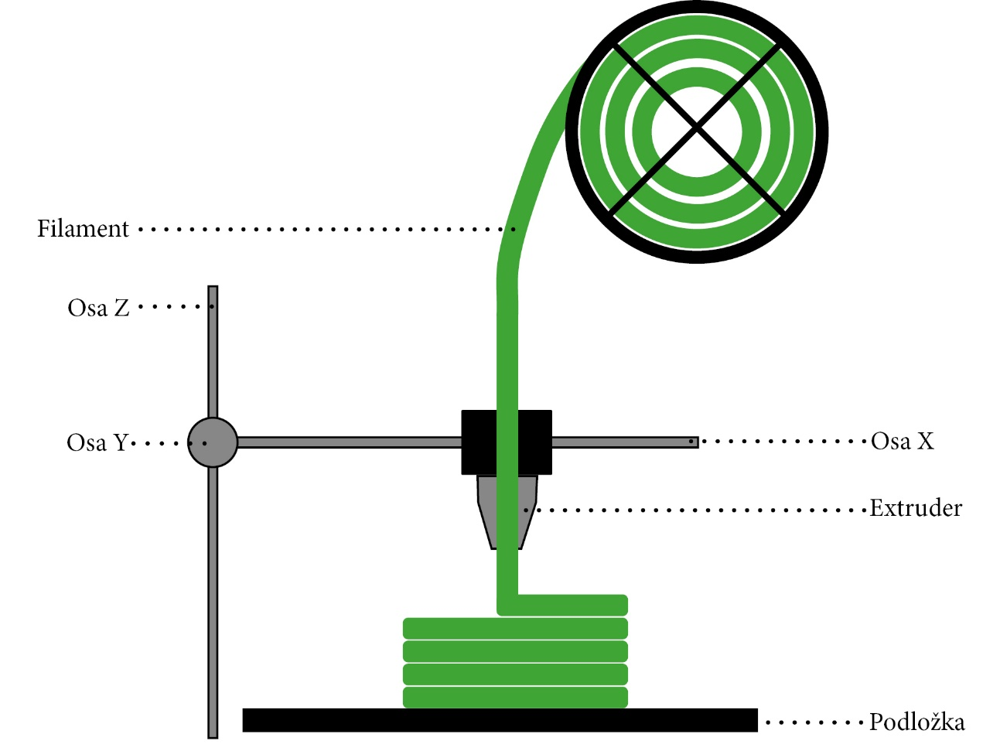 Filament
Osa Z
Osa Y
Osa X
Extruder
Podložka